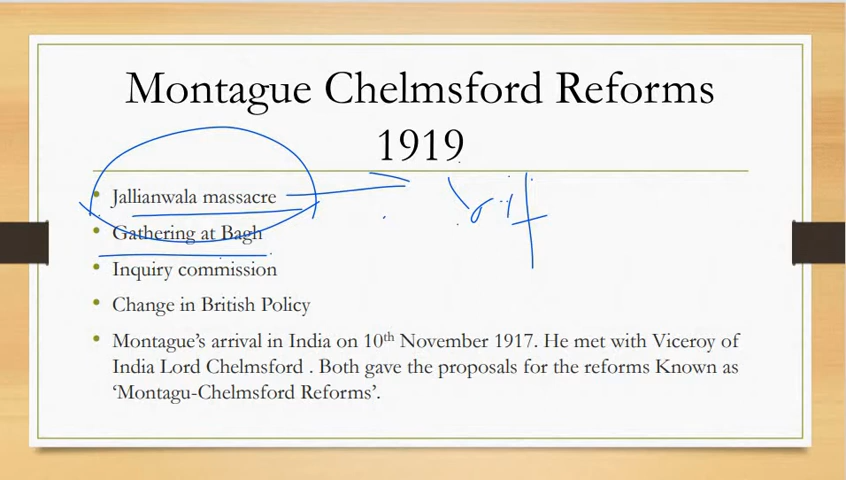 Montague Chelmsford Reforms
1919
• Jallianwala massacre
• Gathering at Bagh
• Inquiry commission
• Change in British Policy
• Montague's arrival in India on 10th November 1917. He met with Viceroy of
India Lord Chelmsford . Both gave the proposals for the reforms Known as
‘Montagu-Chelmsford Reforms’.